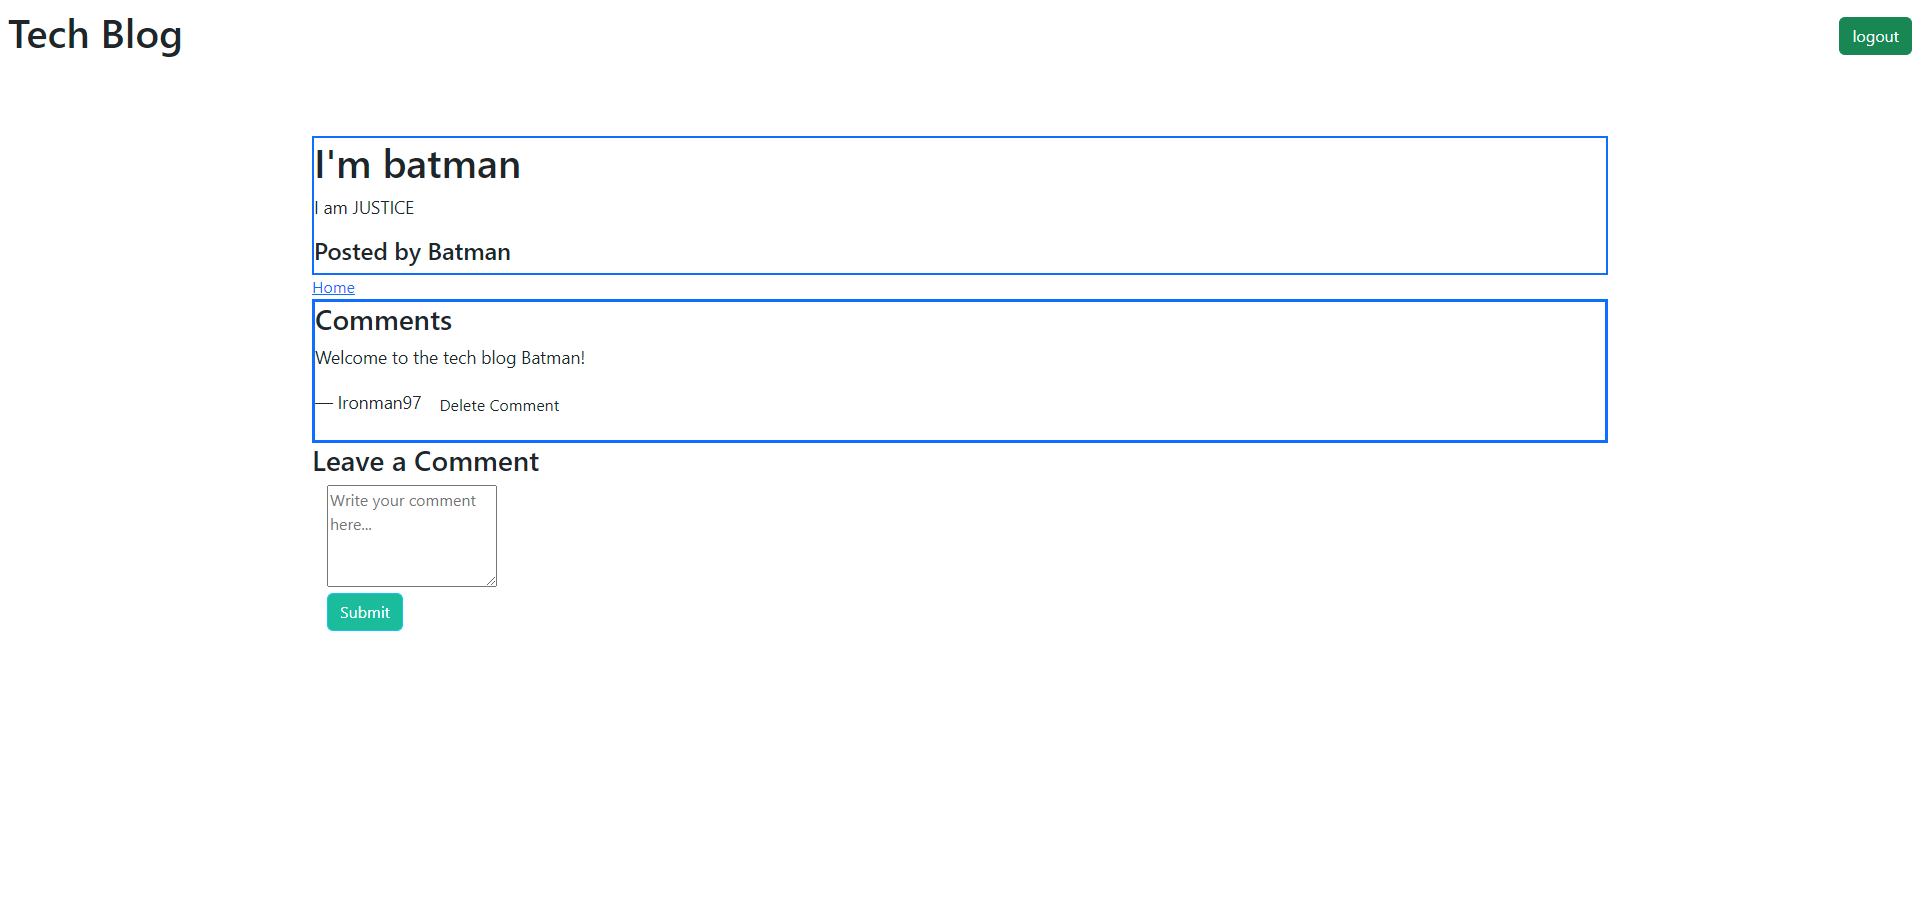 Tech Blog
logout
I'm batman
I am JUSTICE
Posted by Batman
Home
Comments
Welcome to the tech blog Batman!
— Ironman97 Delete Comment
Leave a Comment
Write your comment
here...
Submit